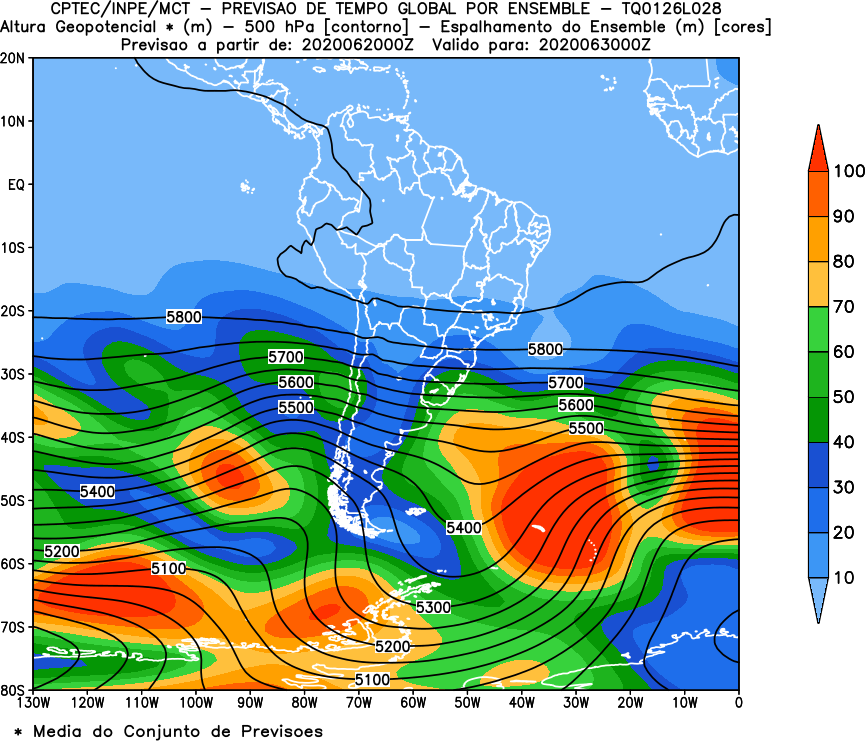 CPTEC/INPE/MCT – PREVISAO DE TEMPO GLOBAL POR ENSEMBLE – TQ0126L028
Altura Geopotencial * (m) – 500 hPa [contorno] – Espalhamento do Ensemble (m) [cores]
Previsao a partir de: 2020062000Z Valido para: 2020063000Z
20N
10N
EQ
10S
20S
30S
40S
50S
60S
70S
80S
5800
5800
5700
5700
5600
5600
5500
5500
5400
5400
5200
5100
5300
5200
5100
100
90
80
70
60
50
40
30
20
10
130W 120W 110W 100W 90W 80W 70W 60W 50W 40W 30W 20W 10W 0
* Media do Conjunto de Previsoes